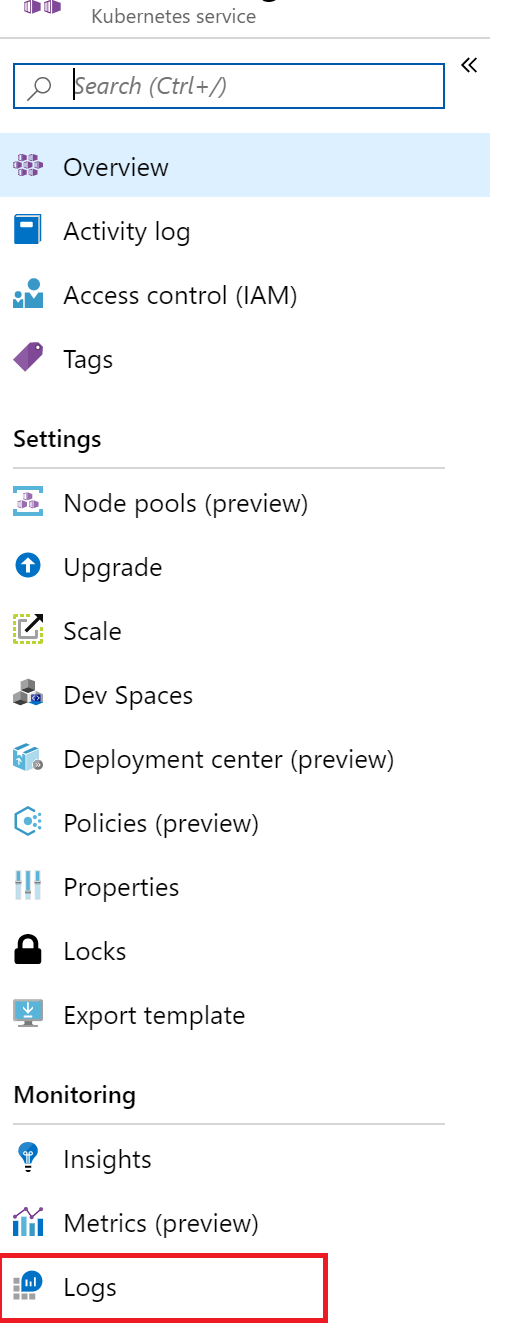 Kubernetes service
Search (Ctrl+/)
Overview
Activity log
Access control (IAM)
Tags
Settings
Node pools (preview)
Upgrade
Scale
Dev Spaces
Deployment center (preview)
Policies (preview)
Properties
Locks
Export template
Monitoring
Insights
Metrics (preview)
Logs